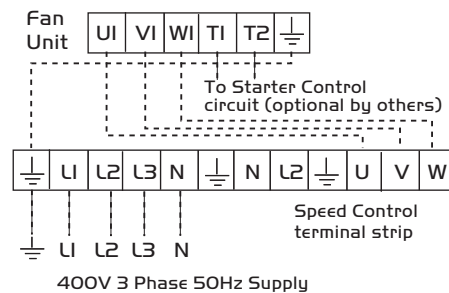 Fan
Unit
U1 V1 W1 T1 T2
To Starter Control
circuit (optional by others)
L1 L2 L3 N N L2 U V W
Speed Control
terminal strip
L1 L2 L3 N
400V 3 Phase 50Hz Supply